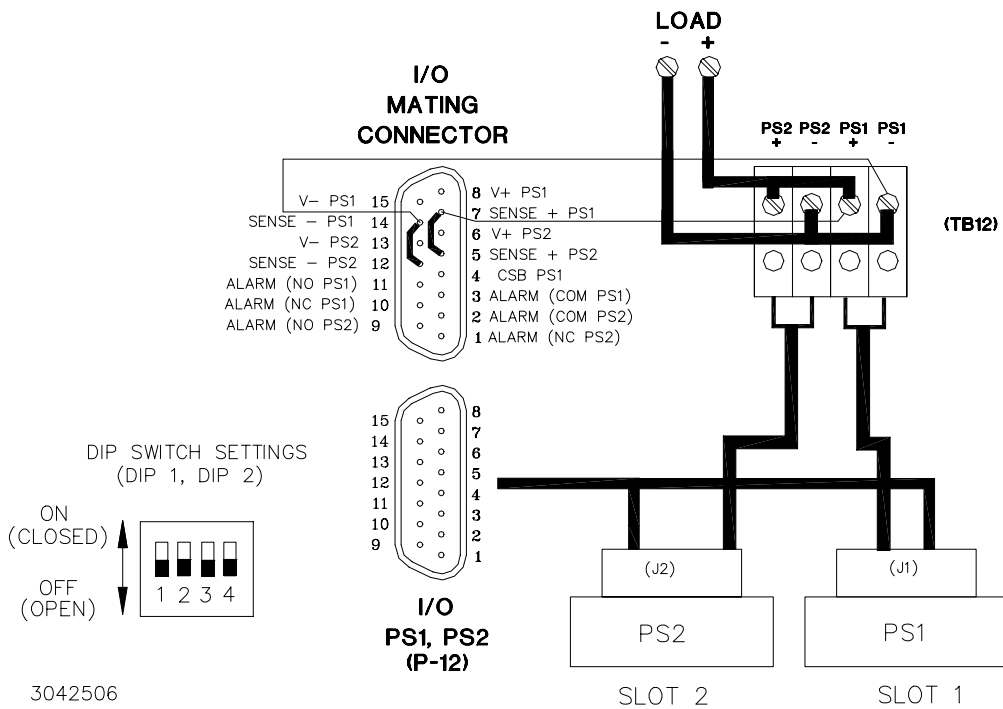 LOAD
- +
I/O
MATING
CONNECTOR
PS2 PS2 PS1 PS1
+ - + -
(TB12)
V- PS1 15
SENSE - PS1 14
V- PS2 13
SENSE - PS2 12
ALARM (NO PS1) 11
ALARM (NC PS1) 10
ALARM (NO PS2) 9
8 V+ PS1
7 SENSE + PS1
6 V+ PS2
5 SENSE + PS2
4 CSB PS1
3 ALARM (COM PS1)
2 ALARM (COM PS2)
1 ALARM (NC PS2)
15
14
13
12
11
10
9
8
7
6
5
4
3
2
1
I/O
PS1, PS2
(P-12)
DIP SWITCH SETTINGS
(DIP 1, DIP 2)
ON
(CLOSED)
OFF
(OPEN)
1 2 3 4
(J2)
PS2
SLOT 2
(J1)
PS1
SLOT 1
3042506